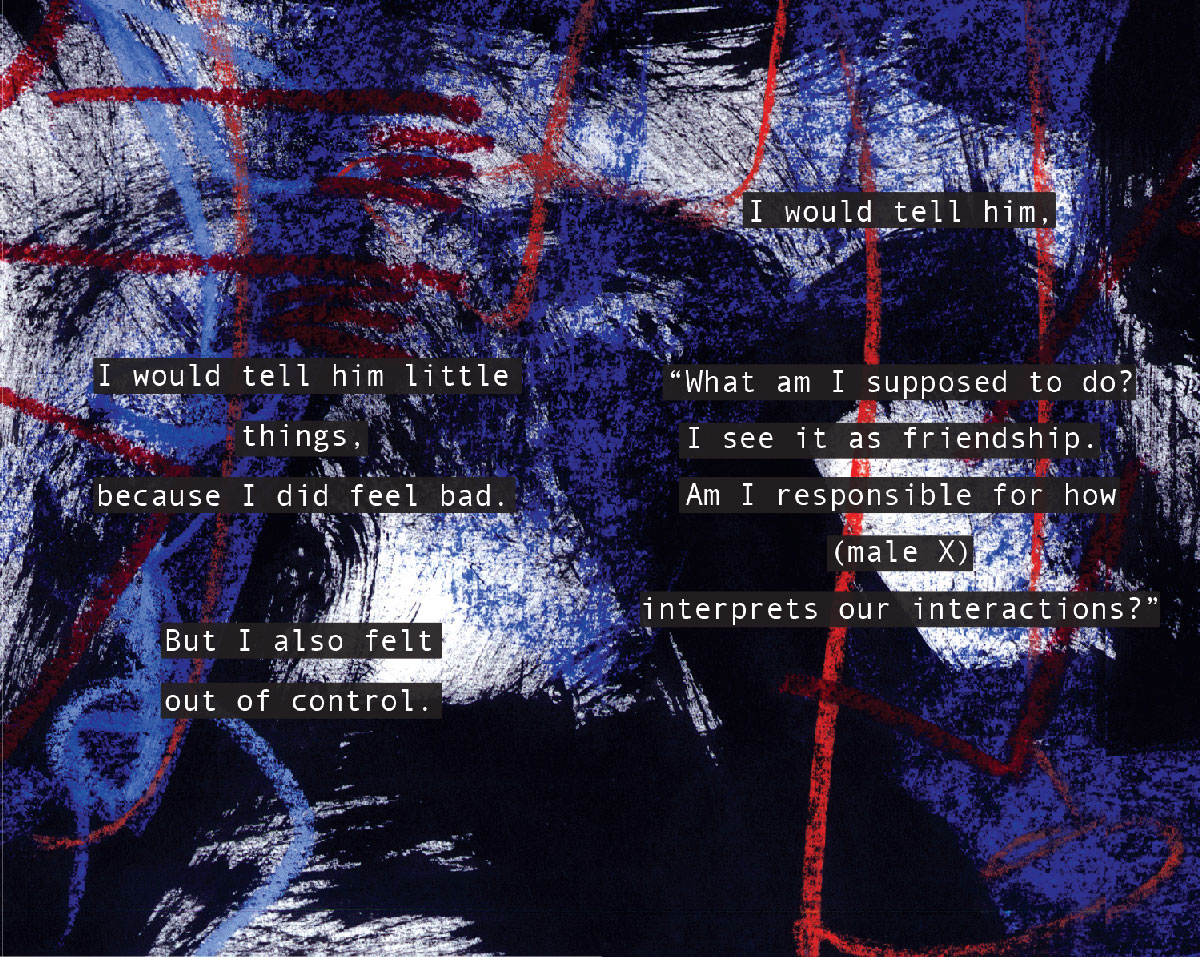 I would tell him little
things,
because I did feel bad.
But I also felt
out of control.
I would tell him,
“What am I supposed to do?
I see it as friendship.
Am I responsible for how
(male X)
interprets our interactions?”